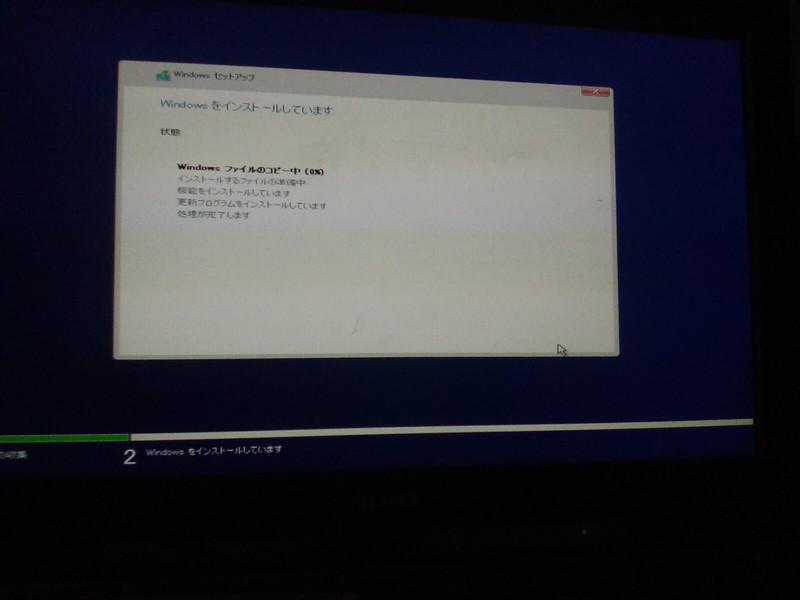 Windows セットアップ
Windows をインストールしています
状態
Windows ファイルのコピー中 (0%)
インストールするファイルの準備中
機能をインストールしています
更新プログラムをインストールしています
処理が完了します
の収集
2 Windows をインストールしています